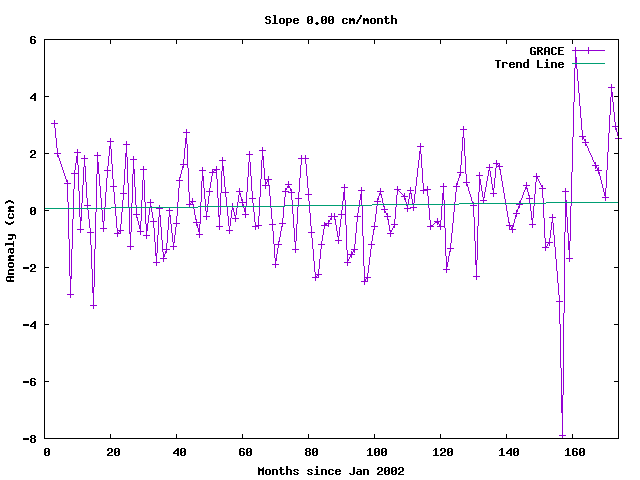 Slope 0.00 cm/month
6
GRACE
Trend Line
4
2
0
-2
-4
-6
-8
Anomaly (cm)
0 20 40 60 80 100 120 140 160
Months since Jan 2002